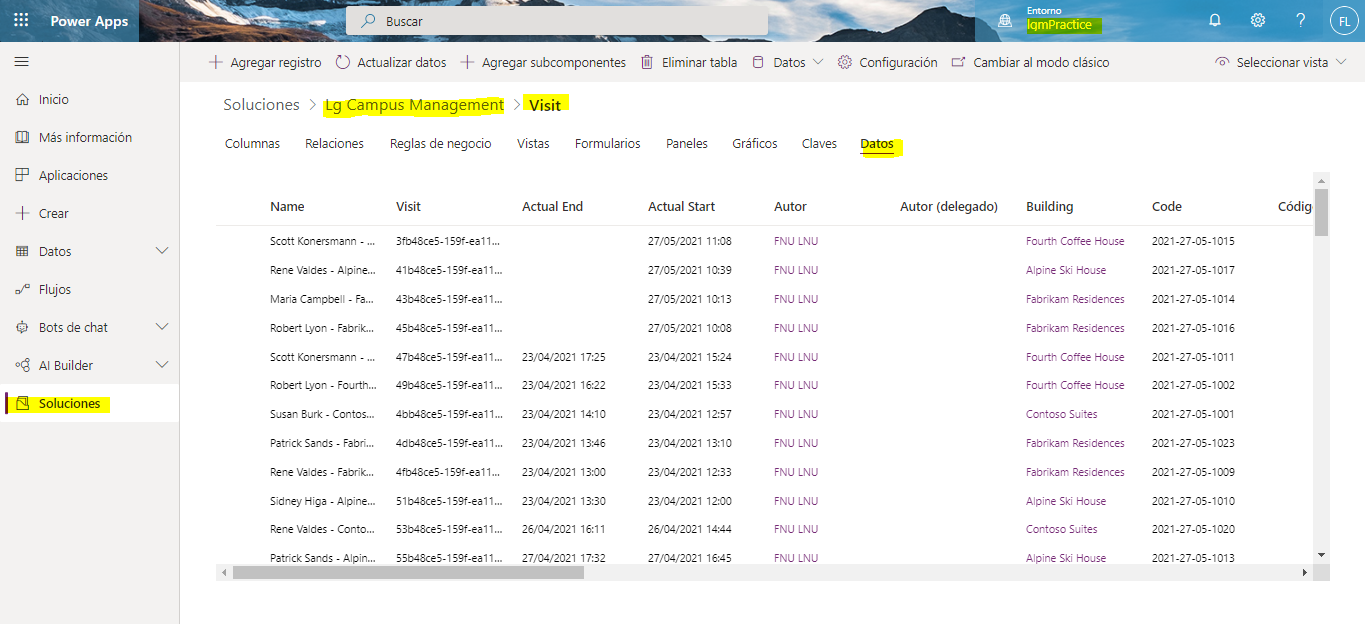 Power Apps
Buscar
Entorno
lqmPractice
?
FL
Agregar registro
Actualizar datos
Agregar subcomponentes
Eliminar tabla
Datos
Configuración
Cambiar al modo clásico
Seleccionar vista
Inicio
Más información
Aplicaciones
Crear
Datos
Flujos
Bots de chat
AI Builder
Soluciones
Soluciones > Lg Campus Management > Visit
Columnas Relaciones Reglas de negocio Vistas Formularios Paneles Gráficos Claves Datos
Name Visit Actual End Actual Start Autor Autor (delegado) Building Code Códig
Scott Konersmann - ... 3fb48ce5-159f-ea11... 27/05/2021 11:08 FNU LNU Fourth Coffee House 2021-27-05-1015
Rene Valdes - Alpine... 41b48ce5-159f-ea11... 27/05/2021 10:39 FNU LNU Alpine Ski House 2021-27-05-1017
Maria Campbell - Fa... 43b48ce5-159f-ea11... 27/05/2021 10:13 FNU LNU Fabrikam Residences 2021-27-05-1014
Robert Lyon - Fabrik... 45b48ce5-159f-ea11... 27/05/2021 10:08 FNU LNU Fabrikam Residences 2021-27-05-1016
Scott Konersmann - ... 47b48ce5-159f-ea11... 23/04/2021 17:25 23/04/2021 15:24 FNU LNU Fourth Coffee House 2021-27-05-1011
Robert Lyon - Fourth... 49b48ce5-159f-ea11... 23/04/2021 16:22 23/04/2021 15:33 FNU LNU Fourth Coffee House 2021-27-05-1002
Susan Burk - Contos... 4bb48ce5-159f-ea11... 23/04/2021 14:10 23/04/2021 12:57 FNU LNU Contoso Suites 2021-27-05-1001
Patrick Sands - Fabri... 4db48ce5-159f-ea11... 23/04/2021 13:46 23/04/2021 13:10 FNU LNU Fabrikam Residences 2021-27-05-1023
Rene Valdes - Fabrik... 4fb48ce5-159f-ea11... 23/04/2021 13:00 23/04/2021 12:33 FNU LNU Fabrikam Residences 2021-27-05-1009
Sidney Higa - Alpine... 51b48ce5-159f-ea11... 23/04/2021 13:30 23/04/2021 12:00 FNU LNU Alpine Ski House 2021-27-05-1010
Rene Valdes - Conto... 53b48ce5-159f-ea11... 26/04/2021 16:11 26/04/2021 14:44 FNU LNU Contoso Suites 2021-27-05-1020
Patrick Sands - Alpin... 55b48ce5-159f-ea11... 27/04/2021 17:32 27/04/2021 16:45 FNU LNU Alpine Ski House 2021-27-05-1013